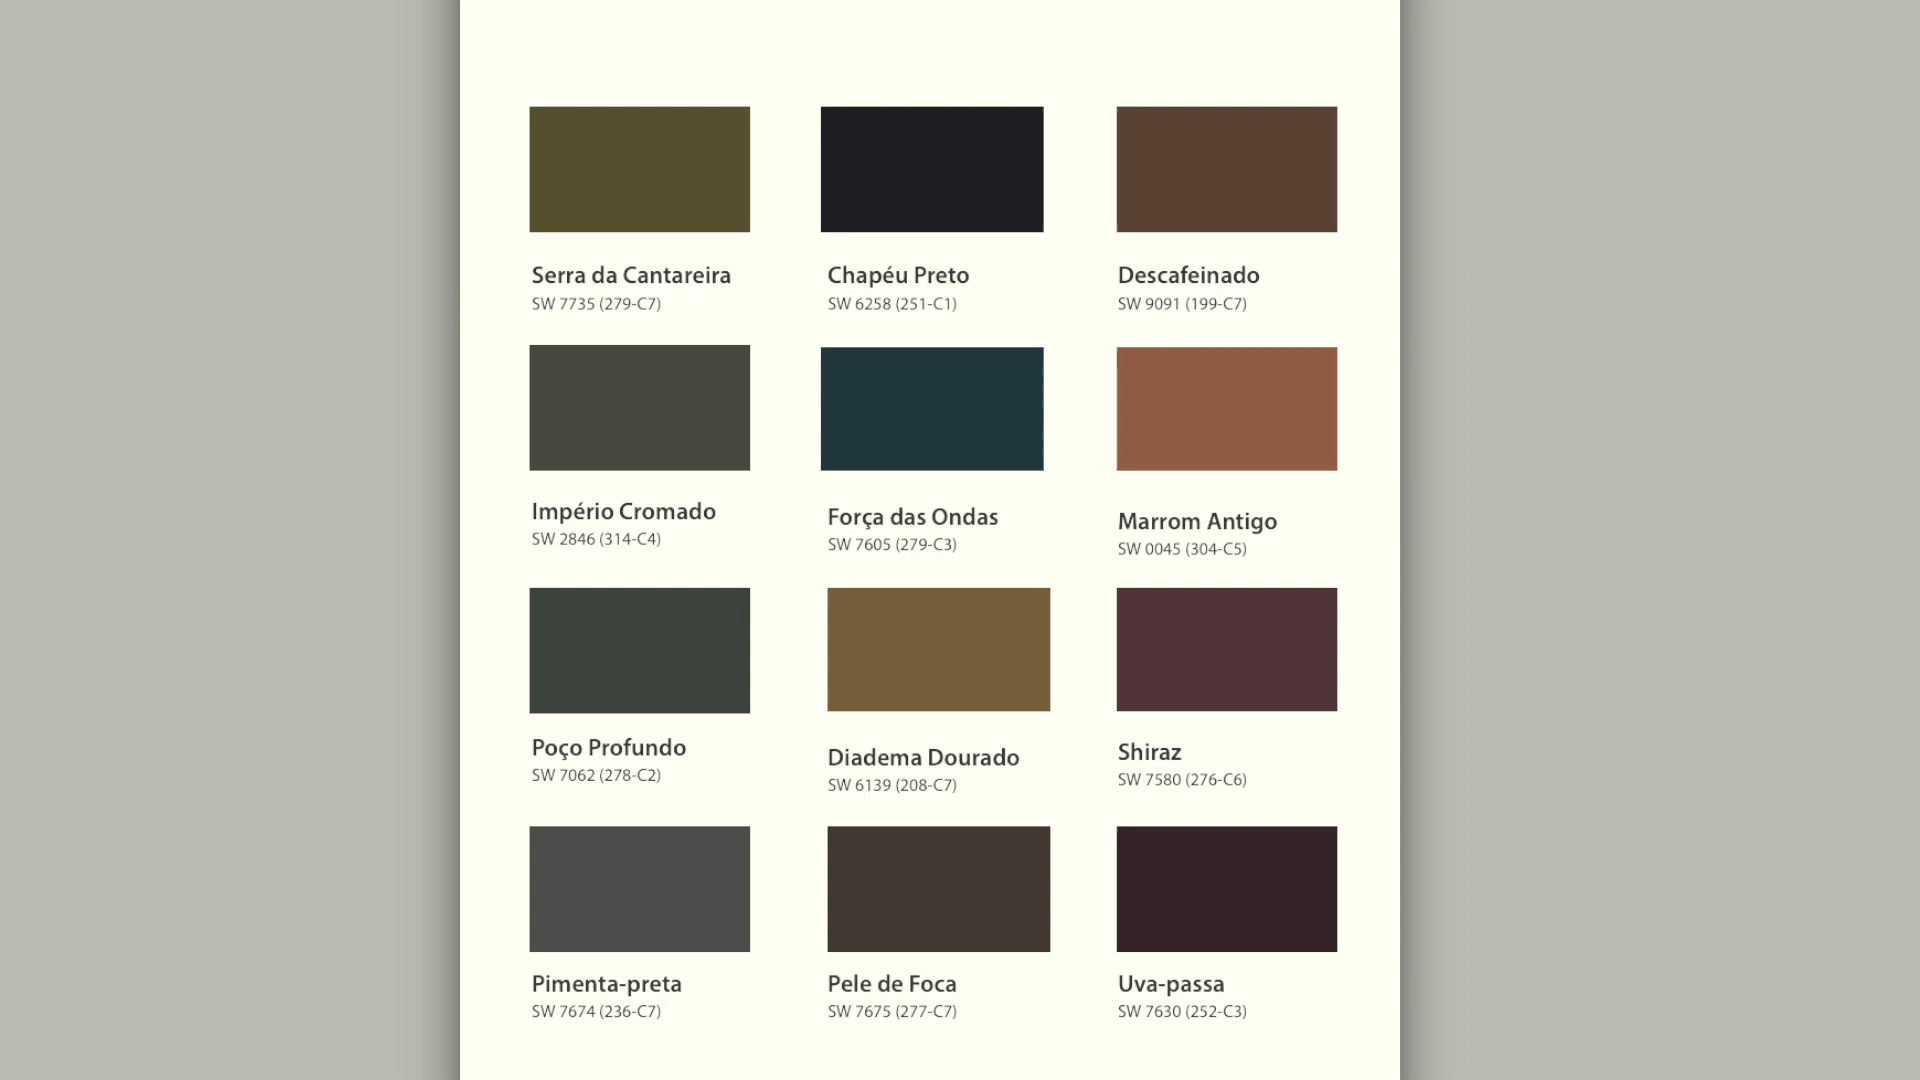 Serra da Cantareira
SW 7735 (279-C7)
Chapéu Preto
SW 6258 (251-C1)
Descafeinado
SW 9091 (199-C7)
Império Cromado
SW 2846 (314-C4)
Força das Ondas
SW 7605 (279-C3)
Marrom Antigo
SW 0045 (304-C5)
Poço Profundo
SW 7062 (278-C2)
Diadema Dourado
SW 6139 (208-C7)
Shiraz
SW 7580 (276-C6)
Pimenta-preta
SW 7674 (236-C7)
Pele de Foca
SW 7675 (277-C7)
Uva-passa
SW 7630 (252-C3)